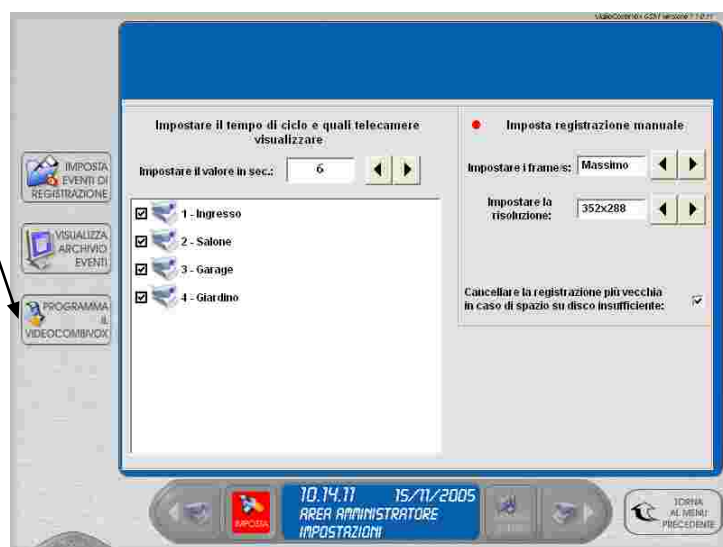 VideoCombivox GSM versione
Impostare il tempo di ciclo e quali telecamere
visualizzare
Impostare il valore in sec.: 6
1 - Ingresso
2 - Salone
3 - Garage
4 - Giardino
Imposta registrazione manuale
Impostare i frame/s: Massimo
Impostare la
risoluzione: 352x288
Cancellare la registrazione più vecchia
in caso di spazio su disco insufficiente:
IMPOSTA
EVENTI DI
REGISTRAZIONE
VISUALIZZA
ARCHIVIO
EVENTI
PROGRAMMA
IL
VIDEOCOMBIVOX
IMPOSTA
10.14.11 15/11/2005
AREA AMMINISTRATORE
IMPOSTAZIONI
TORNA
AL MENU
PRECEDENTE